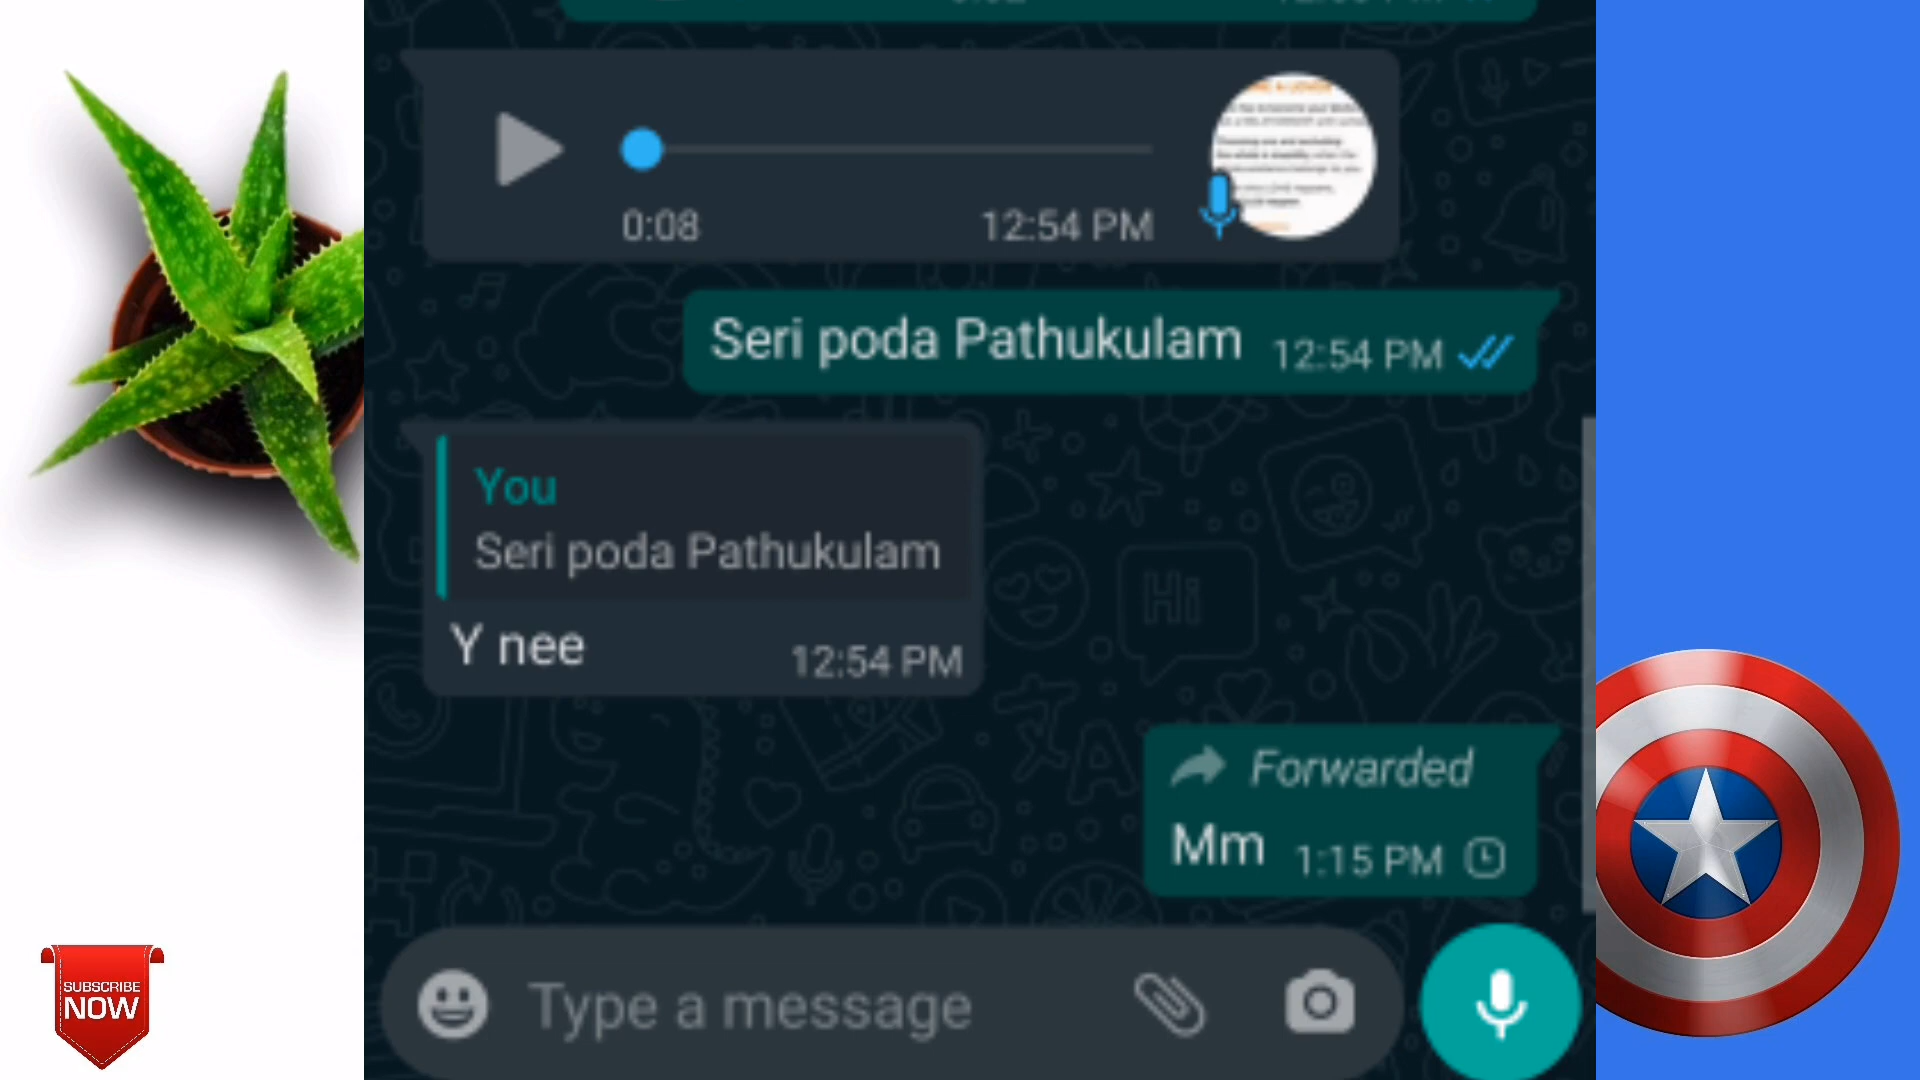 0:08
12:54 PM
Seri poda Pathukulam 12:54 PM
You
Seri poda Pathukulam
Y nee
12:54 PM
Hi
Forwarded
Mm 1:15 PM
Type a message
SUBSCRIBE
NOW